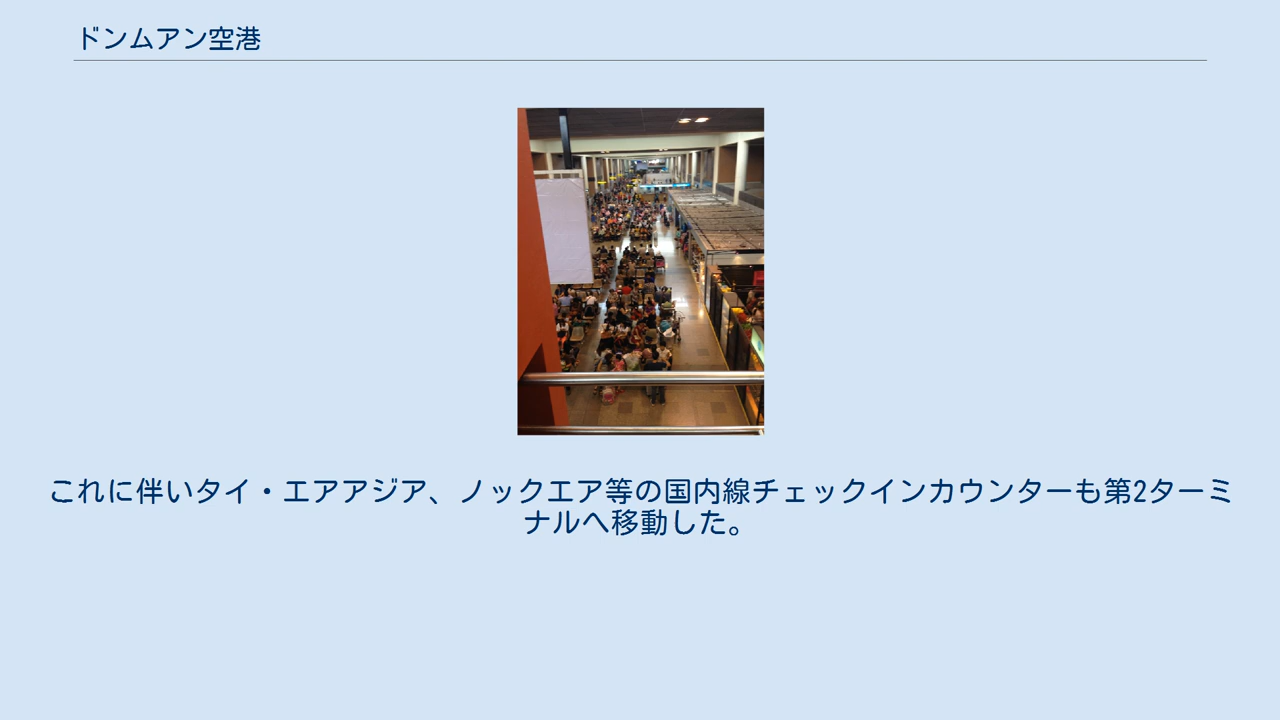 ドンムアン空港
これに伴いタイ・エアアジア、ノックエア等の国内線チェックインカウンターも第2ターミ
ナルへ移動した。